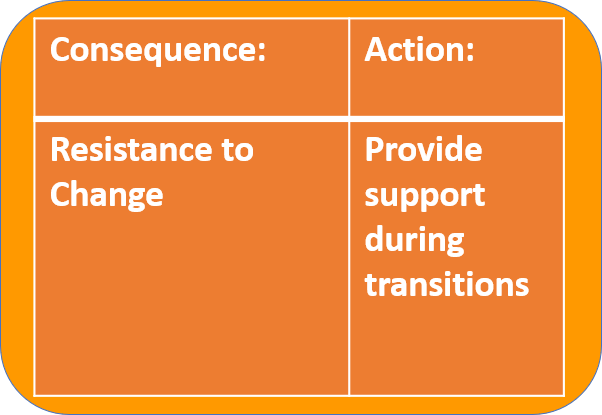 Consequence:
Action:
Resistance to
Change
Provide
support
during
transitions